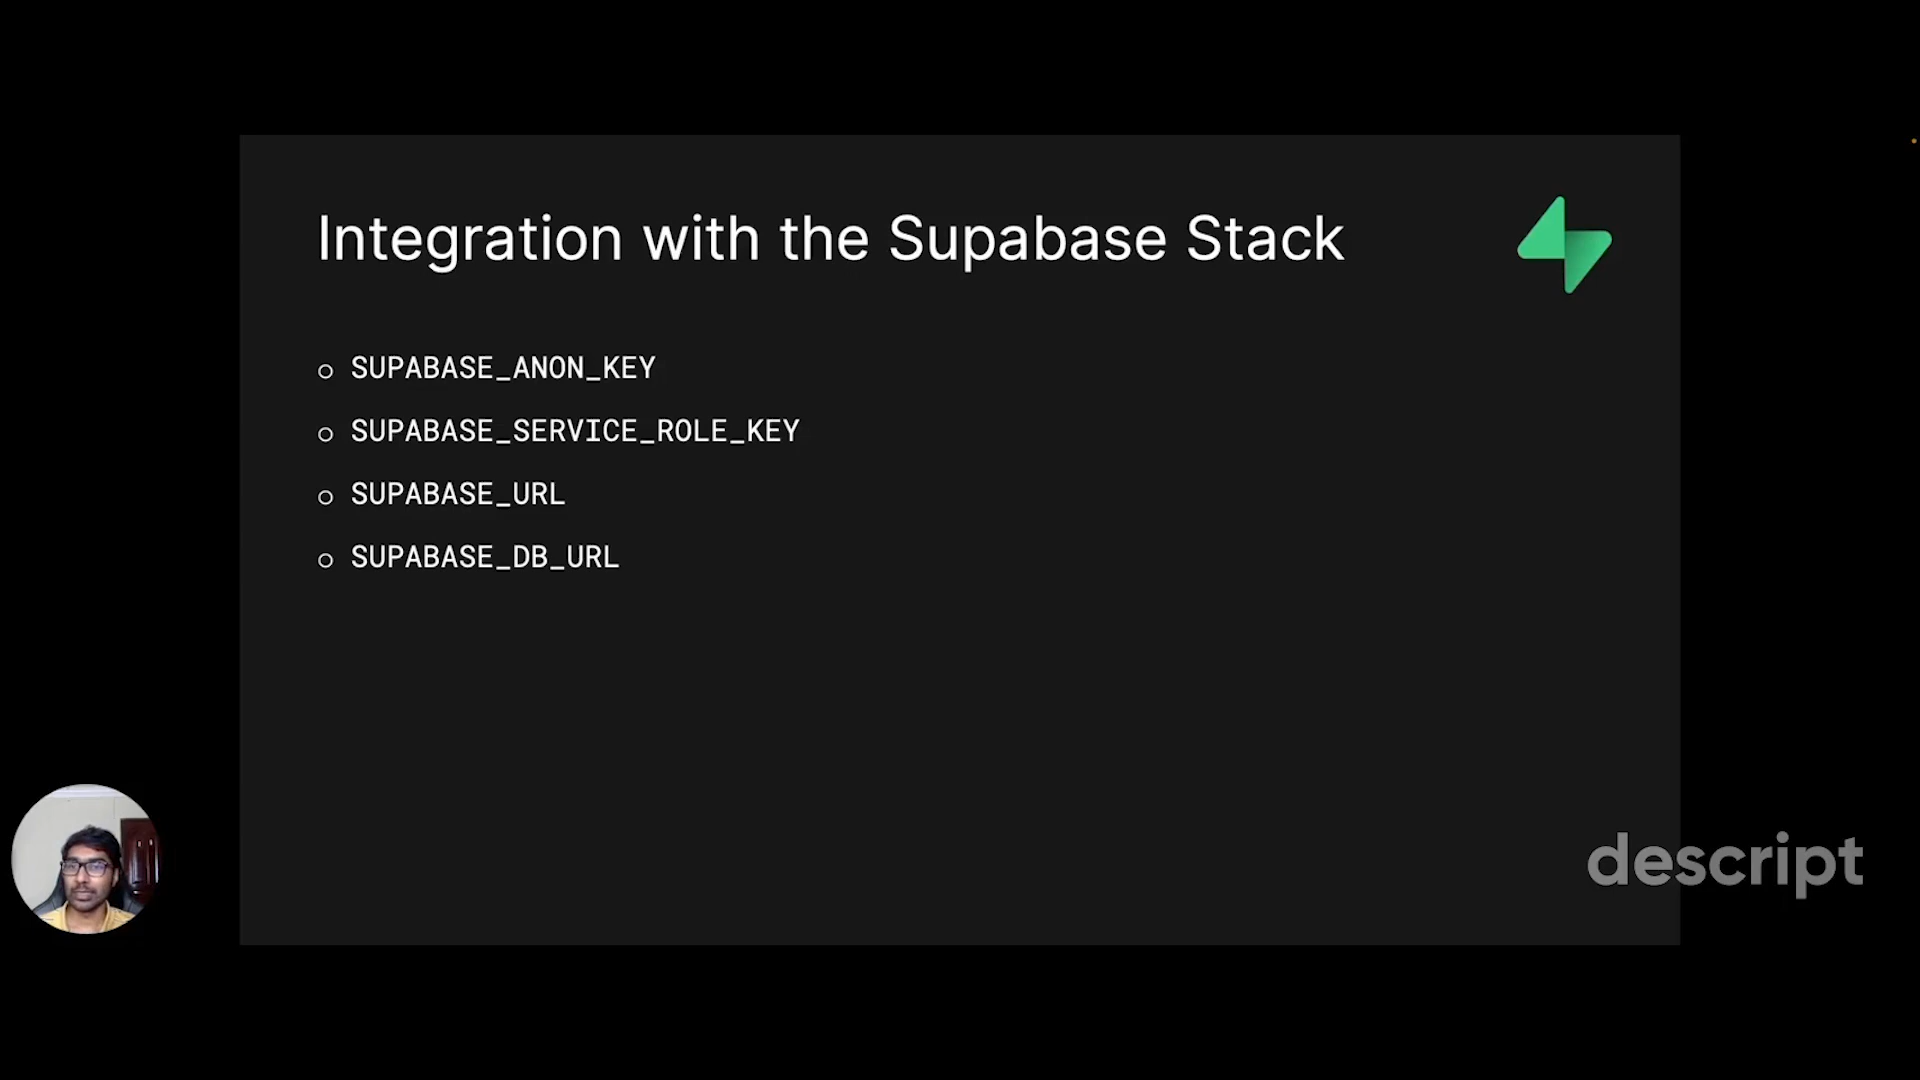 Integration with the Supabase Stack
SUPABASE_ANON_KEY
SUPABASE_SERVICE_ROLE_KEY
SUPABASE_URL
SUPABASE_DB_URL
descript